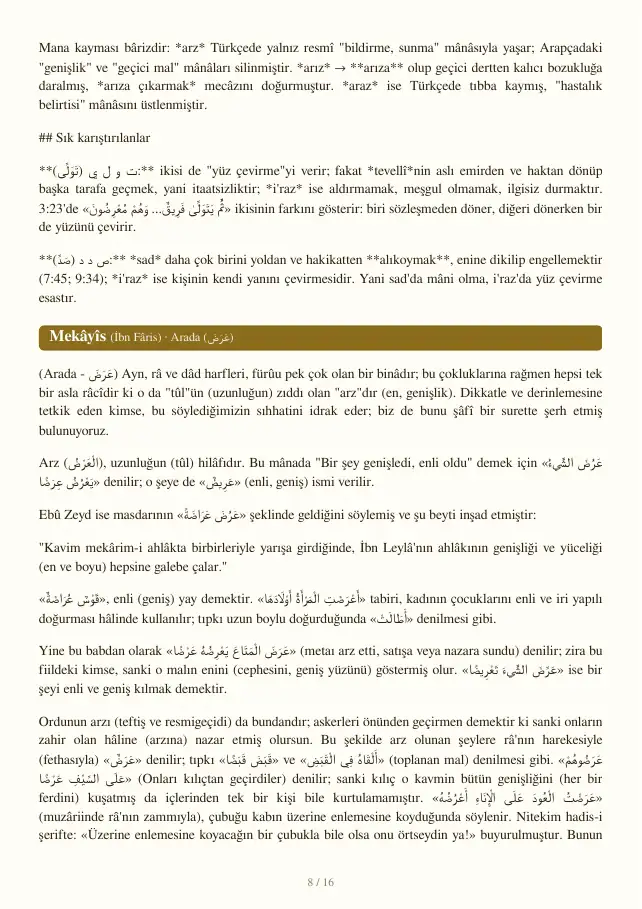 Mana kayması bârizdir: *arz* Türkçede yalnız resmî "bildirme, sunma" mânâsıyla yaşar; Arapçadaki
"genişlik" ve "geçici mal" mânâları silinmiştir. *arız* → **arıza** olup geçici dertten kalıcı bozukluğa
daralmış, *arıza çıkarmak* mecâzını doğurmuştur. *araz* ise Türkçede tıbba kaymış, "hastalık
belirtisi" mânâsını üstlenmiştir.
## Sık karıştırılanlar
**(تَوَلَّى) ت و ل ي:** ikisi de "yüz çevirme"yi verir; fakat *tevellî*nin aslı emirden ve haktan dönüp
başka tarafa geçmek, yani itaatsizliktir; *i'raz* ise aldırmamak, meşgul olmamak, ilgisiz durmaktır.
3:23'de «ثُمَّ يَتَوَلَّىٰ فَرِيقٌ... وَهُمْ مُعْرِضُونَ» ikisinin farkını gösterir: biri sözleşmeden döner, diğeri dönerken bir
de yüzünü çevirir.
**(صَدَّ) ص د د:** *sad* daha çok birini yoldan ve hakikatten **alıkoymak**, enine dikilip engellemektir
(7:45; 9:34); *i'raz* ise kişinin kendi yanını çevirmesidir. Yani sad'da mâni olma, i'raz'da yüz çevirme
esastır.
Mekâyîs (İbn Fâris) · Arada (عَرَضَ)
(Arada - عَرَضَ) Ayn, râ ve dâd harfleri, fürûu pek çok olan bir binâdır; bu çokluklarına rağmen hepsi tek
bir asla râcîdir ki o da "tûl"ün (uzunluğun) zıddı olan "arz"dır (en, genişlik). Dikkatle ve derinlemesine
tetkik eden kimse, bu söylediğimizin sıhhatini idrak eder; biz de bunu şâfî bir surette şerh etmiş
bulunuyoruz.
Arz (الْعَرْضُ), uzunluğun (tûl) hilâfıdır. Bu mânada "Bir şey genişledi, enli oldu" demek için «عَرُضَ الشَّيءُ
يَعْرُضُ عِرَضًا» denilir; o şeye de «عَرِيضٌ» (enli, geniş) ismi verilir.
Ebû Zeyd ise masdarının «عَرُضَ عَرَاضَةً» şeklinde geldiğini söylemiş ve şu beyti inşad etmiştir:
"Kavim mekârim-i ahlâkta birbirleriyle yarışa girdiğinde, İbn Leylâ'nın ahlâkının genişliği ve yüceliği
(en ve boyu) hepsine galebe çalar."
«قَوْسٌ عُرَاضَةٌ», enli (geniş) yay demektir. «أَعْرَضَتِ الْمَرْأَةُ أَوْلَادَهَا» tabiri, kadının çocuklarını enli ve iri yapılı
doğurması hâlinde kullanılır; tıpkı uzun boylu doğurduğunda «أَطَالَتْ» denilmesi gibi.
Yine bu babdan olarak «عَرَضَ الْمَتَاعَ يَعْرِضُهُ عَرْضًا» (metaı arz etti, satışa veya nazara sundu) denilir; zira bu
fiildeki kimse, sanki o malın enini (cephesini, geniş yüzünü) göstermiş olur. «عَرَّضَ الشَّيءَ تَعْرِيضًا» ise bir
şeyi enli ve geniş kılmak demektir.
Ordunun arzı (teftiş ve resmigeçidi) da bundandır; askerleri önünden geçirmen demektir ki sanki onların
zahir olan hâline (arzına) nazar etmiş olursun. Bu şekilde arz olunan şeylere râ'nın harekesiyle
(fethasıyla) «عَرَضٌ» denilir; tıpkı «قَبَضَ قَبْضًا» ve «أَلْقَاهُ فِي الْقَبَضِ» (toplanan mal) denilmesi gibi. «عَرَضُوهُمْ
عَلَى السَّيْفِ عَرْضًا» (Onları kılıçtan geçirdiler) denilir; sanki kılıç o kavmin bütün genişliğini (her bir
ferdini) kuşatmış da içlerinden tek bir kişi bile kurtulamamıştır. «عَرَضْتُ الْعُودَ عَلَى الْإِنَاءِ أَعْرُضُهُ»
(muzâriinde râ'nın zammıyla), çubuğu kabın üzerine enlemesine koyduğunda söylenir. Nitekim hadis-i
şerifte: «Üzerine enlemesine koyacağın bir çubukla bile olsa onu örtseydin ya!» buyurulmuştur. Bunun
8 / 16